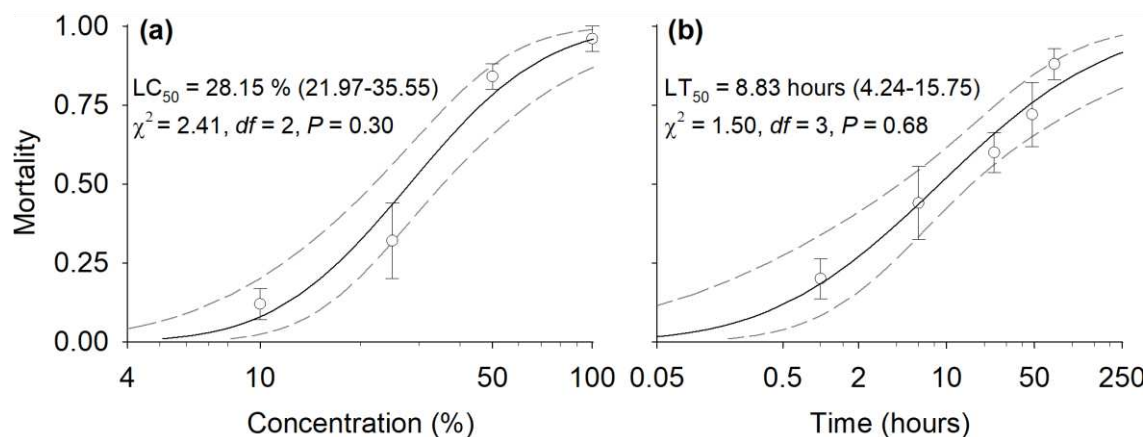 (a)
LC50 = 28.15 % (21.97-35.55)
χ2 = 2.41, df = 2, P = 0.30
Mortality
1.00
0.75
0.50
0.25
0.00
4 10 50 100
Concentration (%)
(b)
LT50 = 8.83 hours (4.24-15.75)
χ2 = 1.50, df = 3, P = 0.68
0.05 0.5 2 10 50 250
Time (hours)